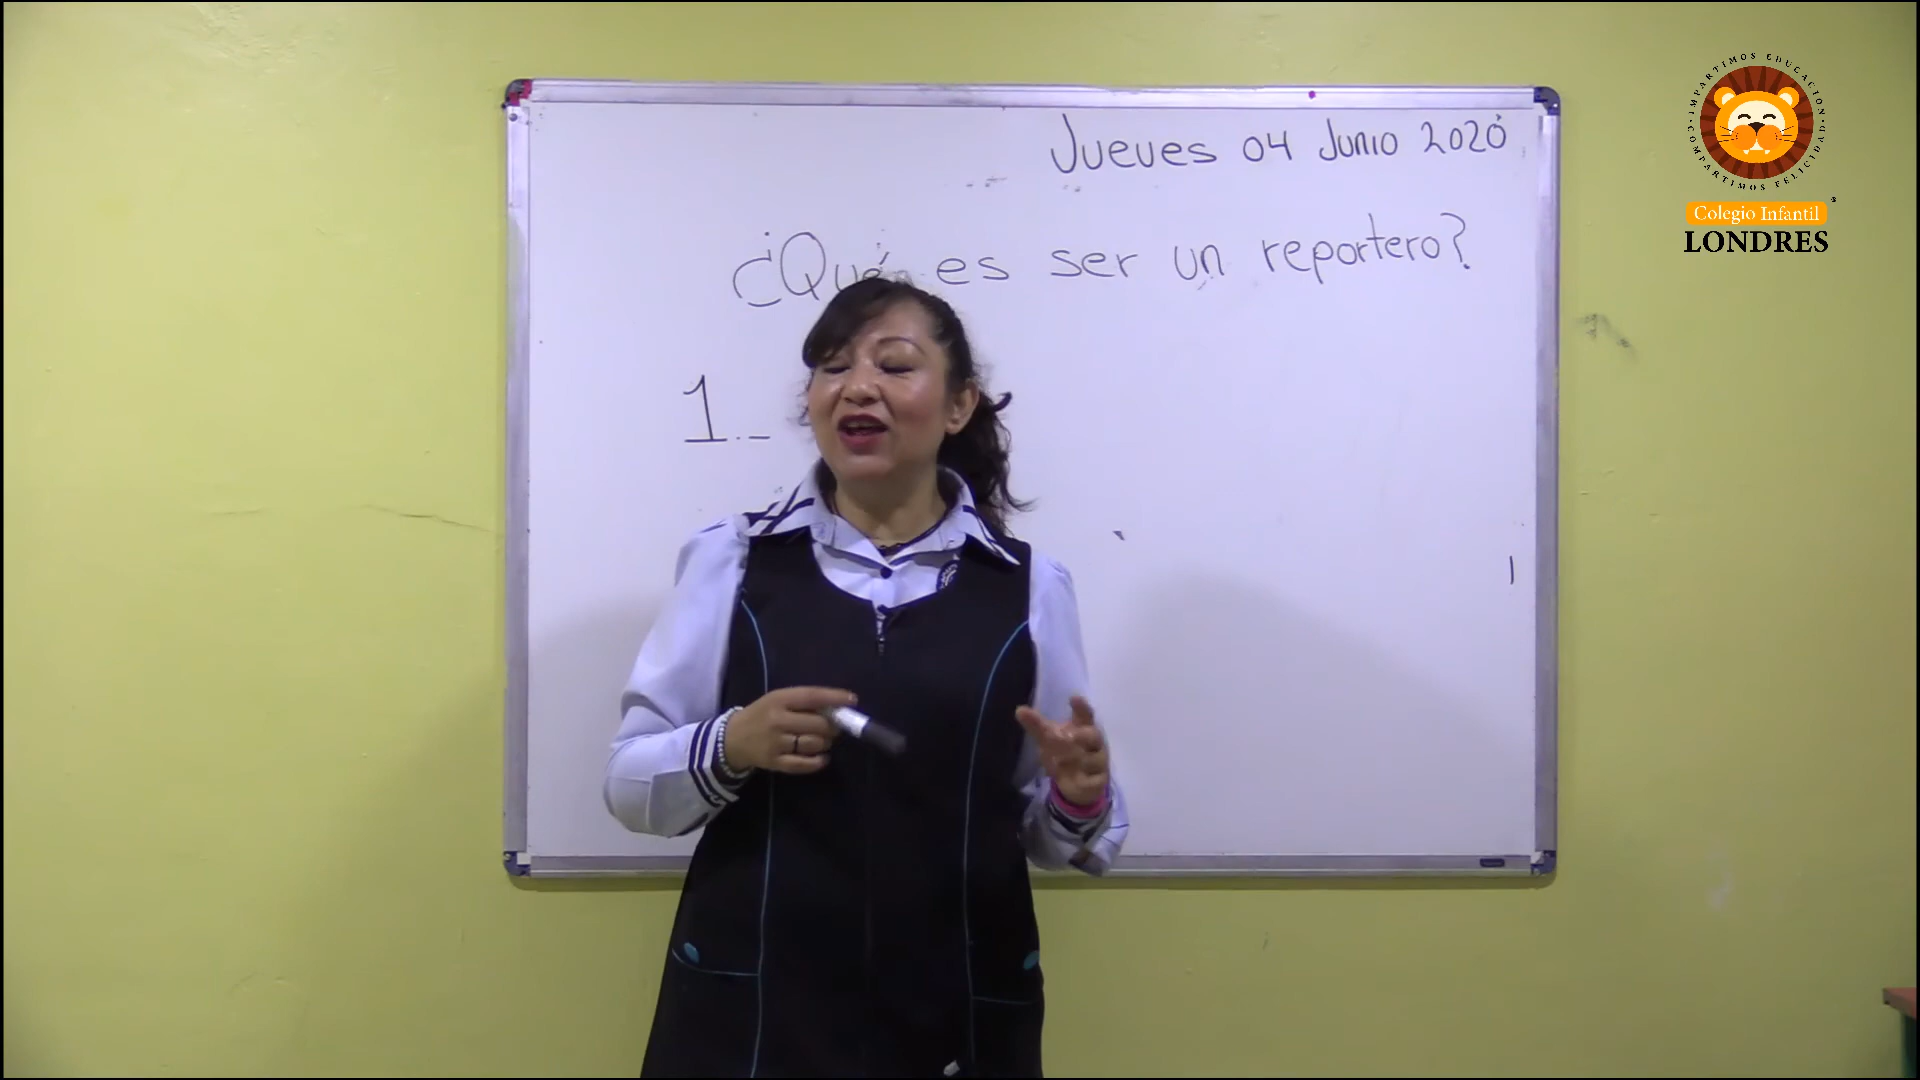 Jueves 04 Junio 2020
¿Qué es ser un reportero?
1._
· IMPARTIMOS EDUCACIÓN · COMPARTIMOS FELICIDAD
Colegio Infantil
LONDRES